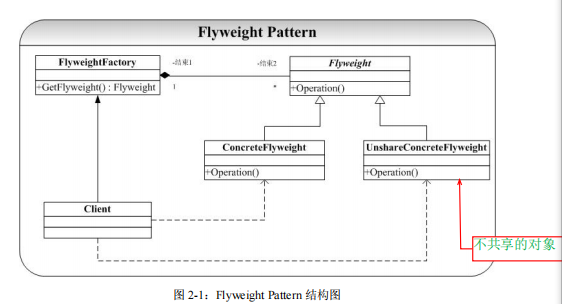 Flyweight Pattern
FlyweightFactory
+GetFlyweight() : Flyweight
-结束1
1
-结束2
*
Flyweight
+Operation()
ConcreteFlyweight
+Operation()
UnshareConcreteFlyweight
+Operation()
Client
不共享的对象
图 2-1：Flyweight Pattern 结构图